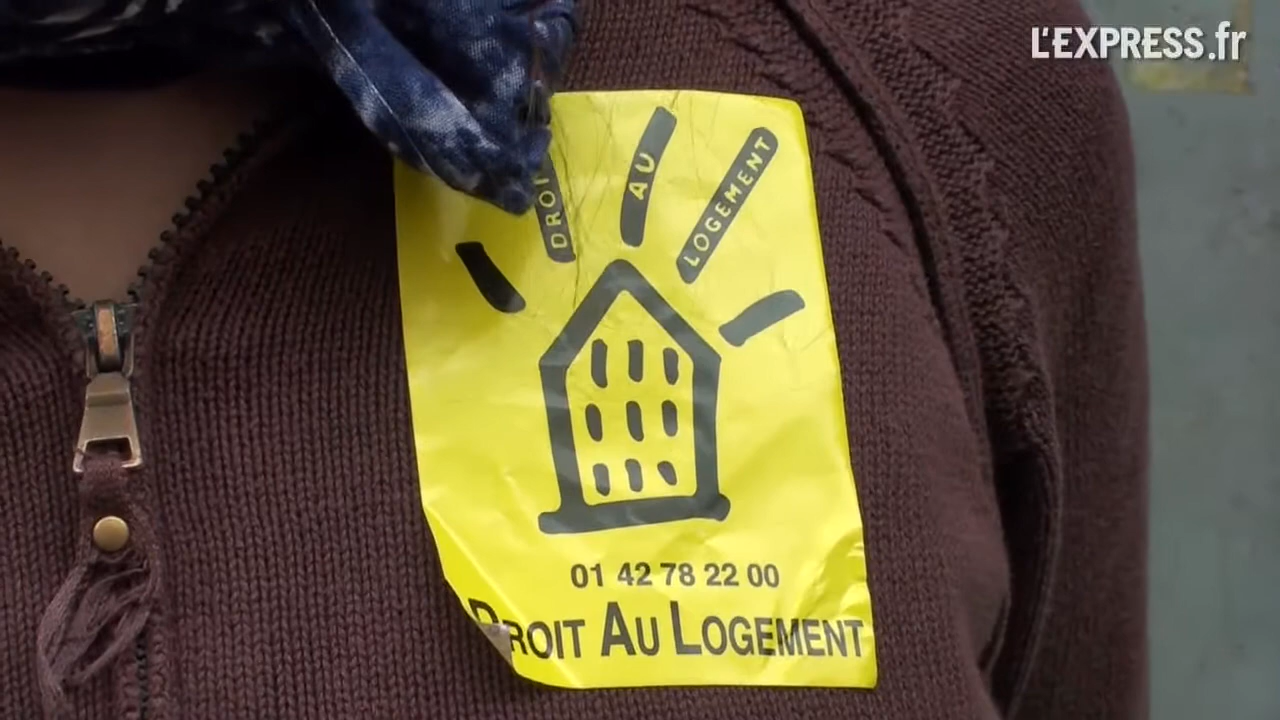 L'EXPRESS.fr
DROIT
AU
LOGEMENT
01 42 78 22 00
DROIT AU LOGEMENT